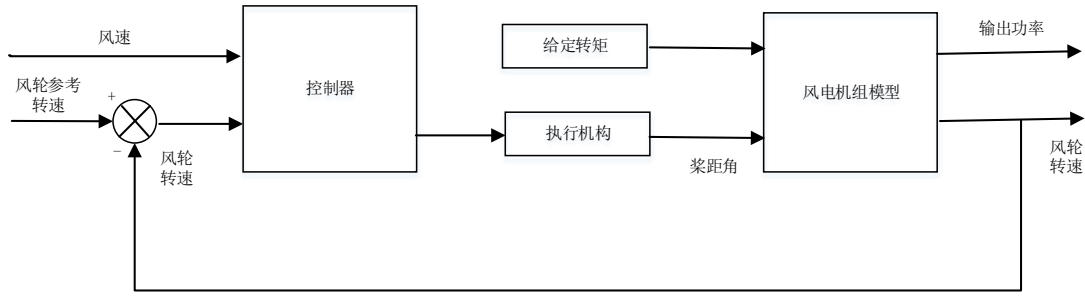 风速
风轮参考
转速
+
−
风轮
转速
控制器
给定转矩
执行机构
桨距角
风电机组模型
输出功率
风轮
转速